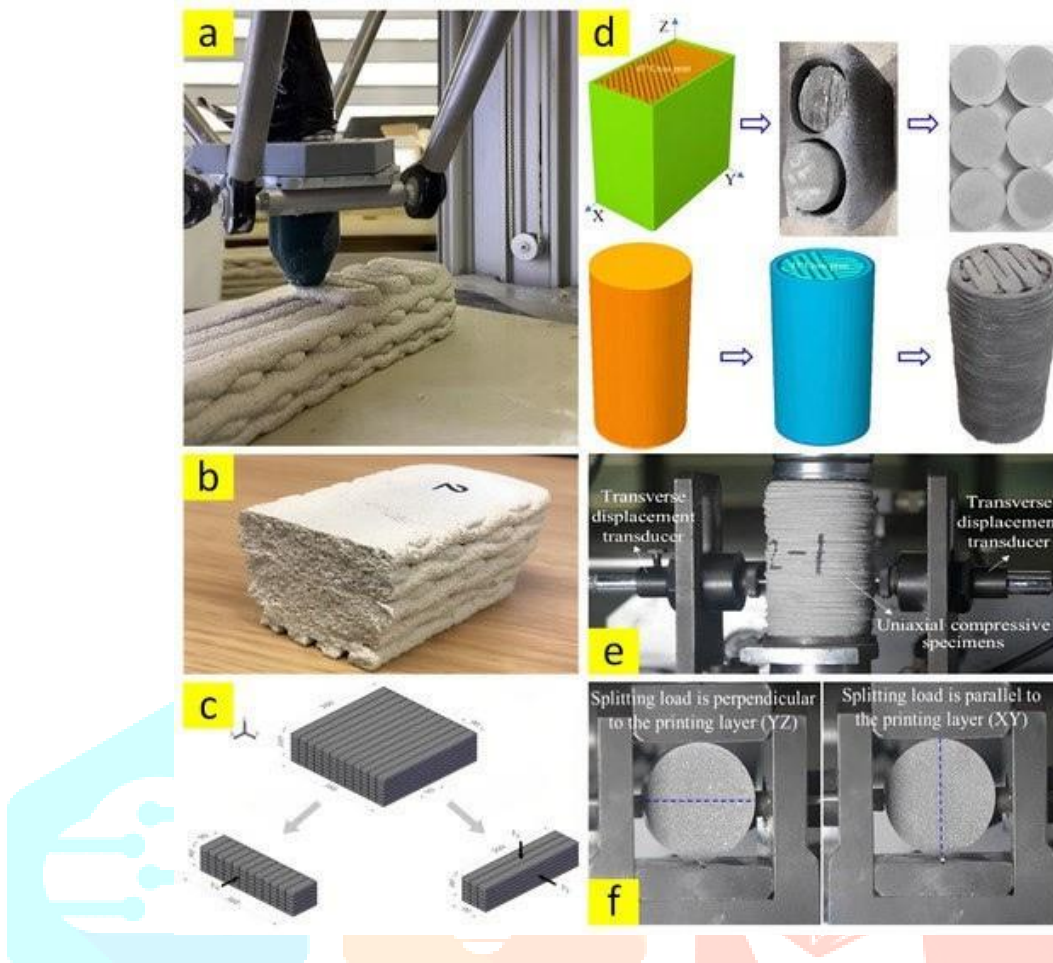 a
d
Z
Y
X
b
2
c
Transverse
displacement
transducer
Transverse
displacement
transducer
2-1
Uniaxial compressive
specimens
e
Splitting load is perpendicular
to the printing layer (YZ)
Splitting load is parallel to
the printing layer (XY)
f